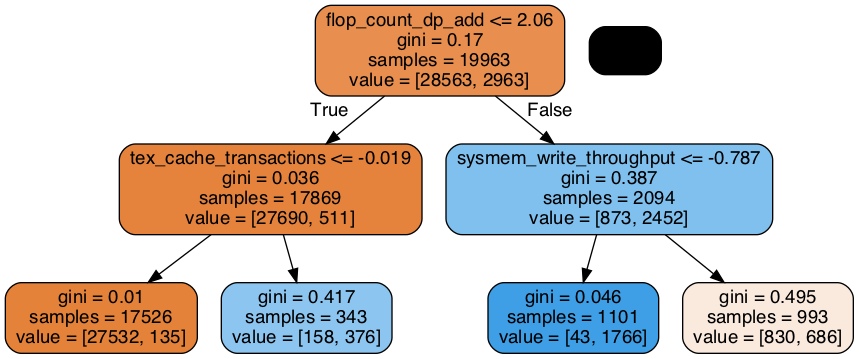 flop_count_dp_add <= 2.06
gini = 0.17
samples = 19963
value = [28563, 2963]
True
False
tex_cache_transactions <= -0.019
gini = 0.036
samples = 17869
value = [27690, 511]
sysmem_write_throughput <= -0.787
gini = 0.387
samples = 2094
value = [873, 2452]
gini = 0.01
samples = 17526
value = [27532, 135]
gini = 0.417
samples = 343
value = [158, 376]
gini = 0.046
samples = 1101
value = [43, 1766]
gini = 0.495
samples = 993
value = [830, 686]